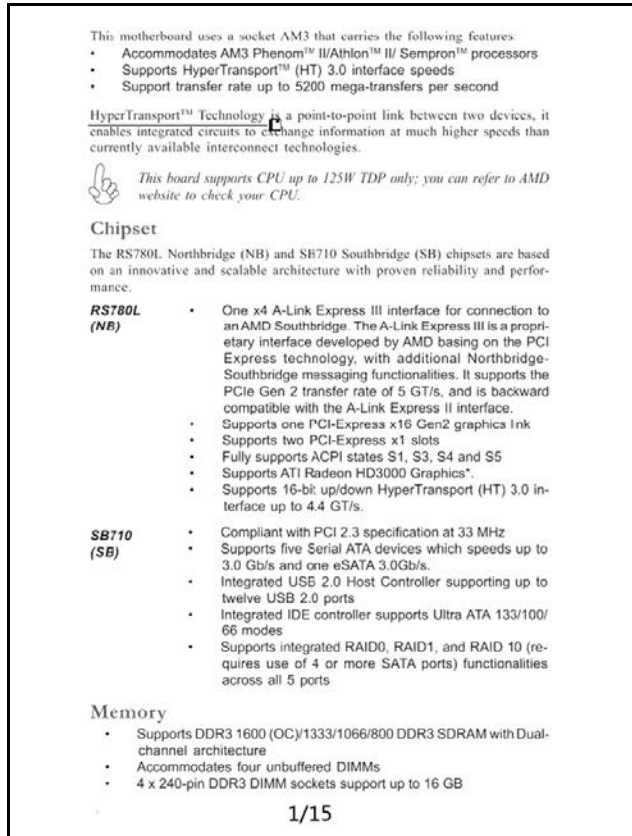 This motherboard uses a socket AM3 that carries the following features:
• Accommodates AM3 Phenom™ II/Athlon™ II/ Sempron™ processors
• Supports HyperTransport™ (HT) 3.0 interface speeds
• Support transfer rate up to 5200 mega-transfers per second
HyperTransport™ Technology is a point-to-point link between two devices, it
enables integrated circuits to exchange information at much higher speeds than
currently available interconnect technologies.
This board supports CPU up to 125W TDP only; you can refer to AMD
website to check your CPU.
Chipset
The RS780L Northbridge (NB) and SB710 Southbridge (SB) chipsets are based
on an innovative and scalable architecture with proven reliability and perfor-
mance.
RS780L • One x4 A-Link Express III interface for connection to
(NB) an AMD Southbridge. The A-Link Express III is a propri-
etary interface developed by AMD basing on the PCI
Express technology, with additional Northbridge-
Southbridge messaging functionalities. It supports the
PCIe Gen 2 transfer rate of 5 GT/s, and is backward
compatible with the A-Link Express II interface.
• Supports one PCI-Express x16 Gen2 graphics link
• Supports two PCI-Express x1 slots
• Fully supports ACPI states S1, S3, S4 and S5
• Supports ATI Radeon HD3000 Graphics*.
• Supports 16-bit up/down HyperTransport (HT) 3.0 in-
terface up to 4.4 GT/s.
SB710 • Compliant with PCI 2.3 specification at 33 MHz
(SB) • Supports five Serial ATA devices which speeds up to
3.0 Gb/s and one eSATA 3.0Gb/s.
• Integrated USB 2.0 Host Controller supporting up to
twelve USB 2.0 ports
• Integrated IDE controller supports Ultra ATA 133/100/
66 modes
• Supports integrated RAID0, RAID1, and RAID 10 (re-
quires use of 4 or more SATA ports) functionalities
across all 5 ports
Memory
• Supports DDR3 1600 (OC)/1333/1066/800 DDR3 SDRAM with Dual-
channel architecture
• Accommodates four unbuffered DIMMs
• 4 x 240-pin DDR3 DIMM sockets support up to 16 GB
1/15